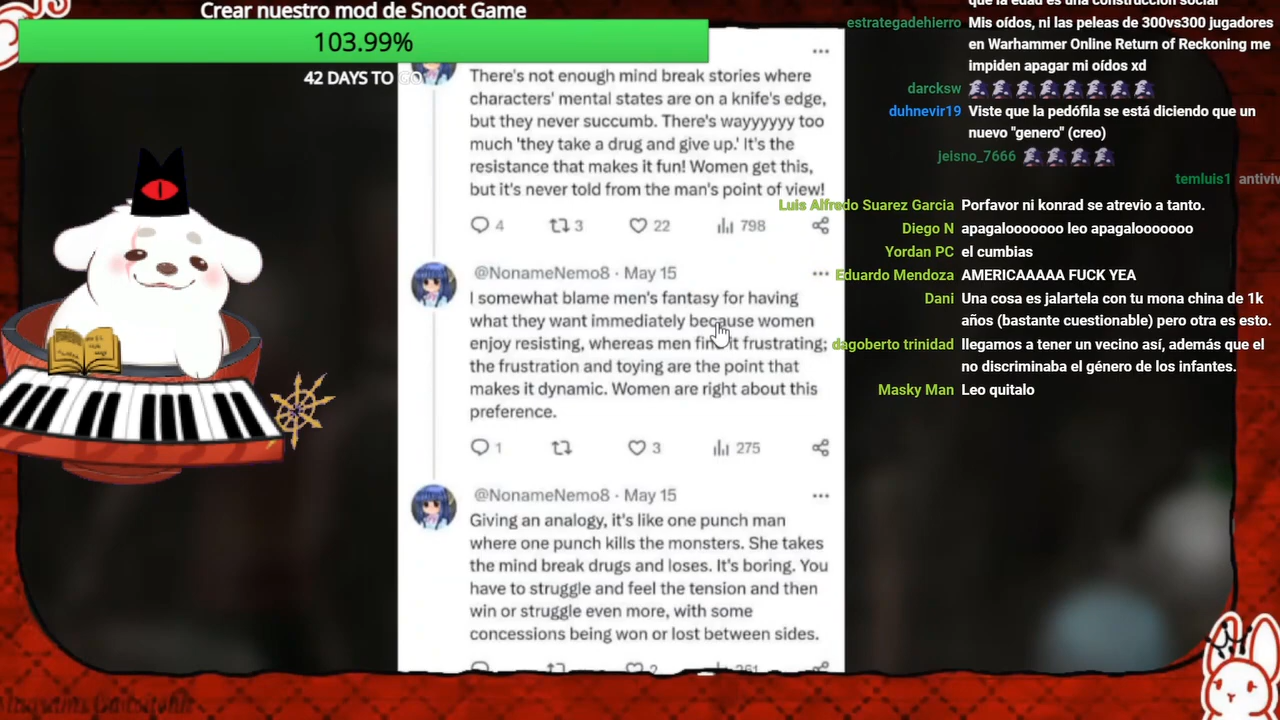 Crear nuestro mod de Snoot Game
103.99%
42 DAYS TO GO
There's not enough mind break stories where
characters' mental states are on a knife's edge,
but they never succumb. There's wayyyyyy too
much 'they take a drug and give up.' It's the
resistance that makes it fun! Women get this,
but it's never told from the man's point of view!
4 3 22 798
@NonameNemo8 · May 15
I somewhat blame men's fantasy for having
what they want immediately because women
enjoy resisting, whereas men find it frustrating;
the frustration and toying are the point that
makes it dynamic. Women are right about this
preference.
1 3 275
@NonameNemo8 · May 15
Giving an analogy, it's like one punch man
where one punch kills the monsters. She takes
the mind break drugs and loses. It's boring. You
have to struggle and feel the tension and then
win or struggle even more, with some
concessions being won or lost between sides.
2 261
que la edad es una construcción social
estrategadehierro Mis oídos, ni las peleas de 300vs300 jugadores
en Warhammer Online Return of Reckoning me
impiden apagar mi oídos xd
darcksw
duhnevir19 Viste que la pedófila se está diciendo que un
nuevo "genero" (creo)
jeisno_7666
temluis1 antiviv
Luis Alfredo Suarez Garcia Porfavor ni konrad se atrevio a tanto.
Diego N apagalooooooo leo apagalooooooo
Yordan PC el cumbias
Eduardo Mendoza AMERICAAAAA FUCK YEA
Dani Una cosa es jalartela con tu mona china de 1k
años (bastante cuestionable) pero otra es esto.
dagoberto trinidad llegamos a tener un vecino así, además que el
no discriminaba el género de los infantes.
Masky Man Leo quitalo